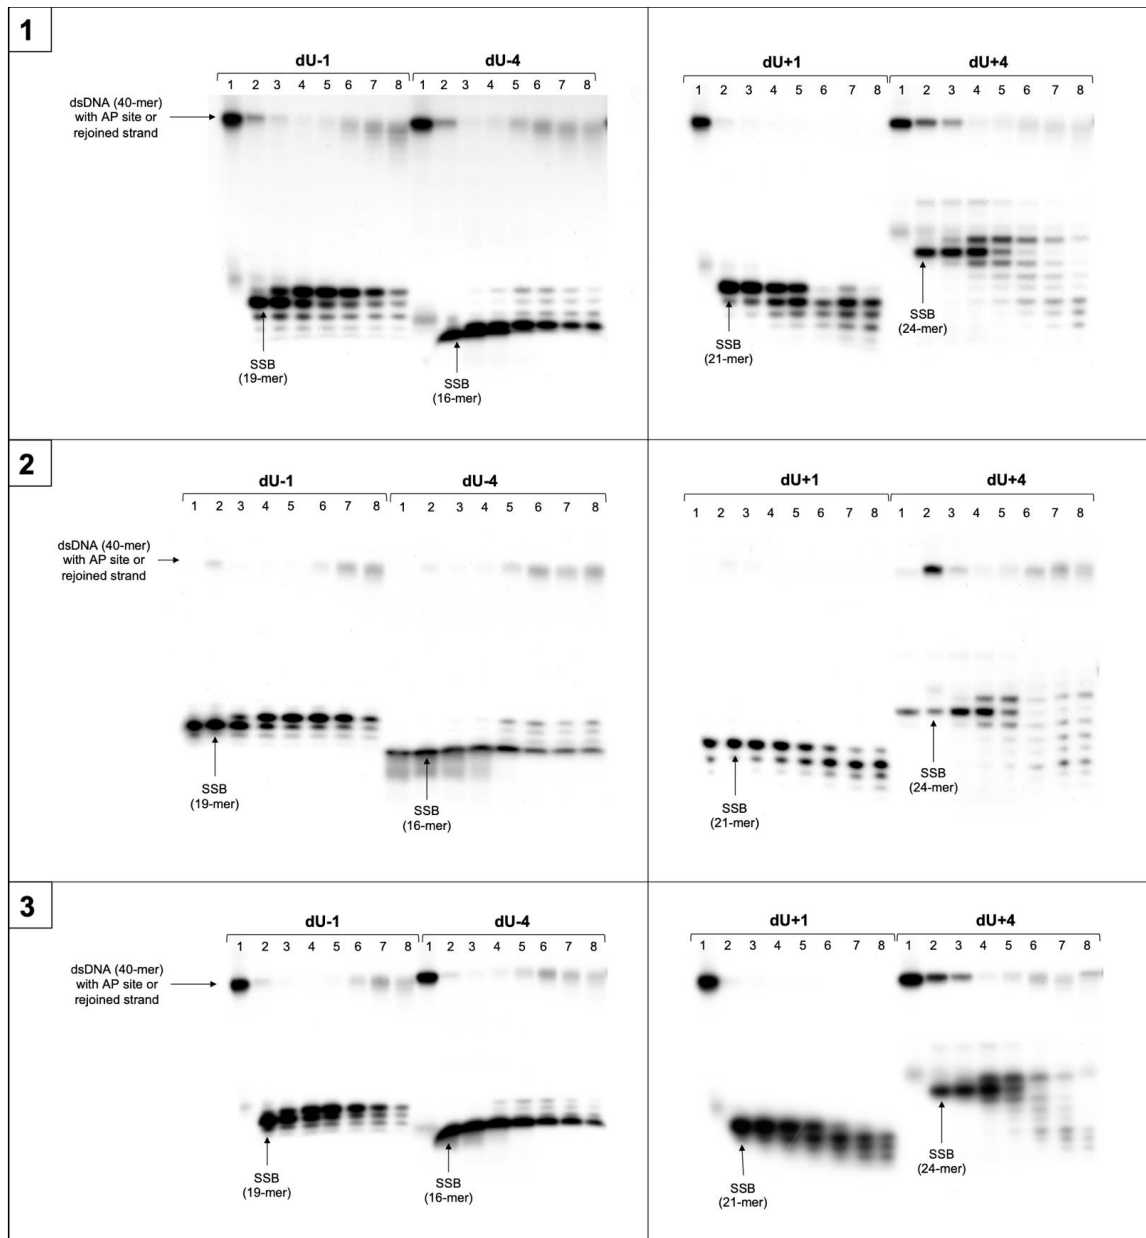 1
dU-1
dU-4
1 2 3 4 5 6 7 8 1 2 3 4 5 6 7 8
dsDNA (40-mer)
with AP site or
rejoined strand
SSB
(19-mer)
SSB
(16-mer)
dU+1
dU+4
1 2 3 4 5 6 7 8 1 2 3 4 5 6 7 8
SSB
(21-mer)
SSB
(24-mer)
2
dU-1
dU-4
1 2 3 4 5 6 7 8 1 2 3 4 5 6 7 8
dsDNA (40-mer)
with AP site or
rejoined strand
SSB
(19-mer)
SSB
(16-mer)
dU+1
dU+4
1 2 3 4 5 6 7 8 1 2 3 4 5 6 7 8
SSB
(21-mer)
SSB
(24-mer)
3
dU-1
dU-4
1 2 3 4 5 6 7 8 1 2 3 4 5 6 7 8
dsDNA (40-mer)
with AP site or
rejoined strand
SSB
(19-mer)
SSB
(16-mer)
dU+1
dU+4
1 2 3 4 5 6 7 8 1 2 3 4 5 6 7 8
SSB
(21-mer)
SSB
(24-mer)